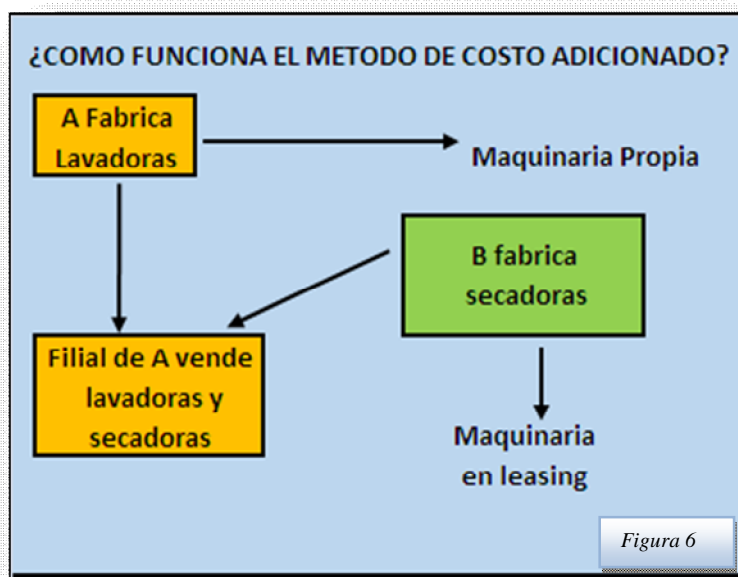 ¿COMO FUNCIONA EL METODO DE COSTO ADICIONADO?
A Fabrica
Lavadoras
Maquinaria Propia
B fabrica
secadoras
Filial de A vende
lavadoras y
secadoras
Maquinaria
en leasing
Figura 6